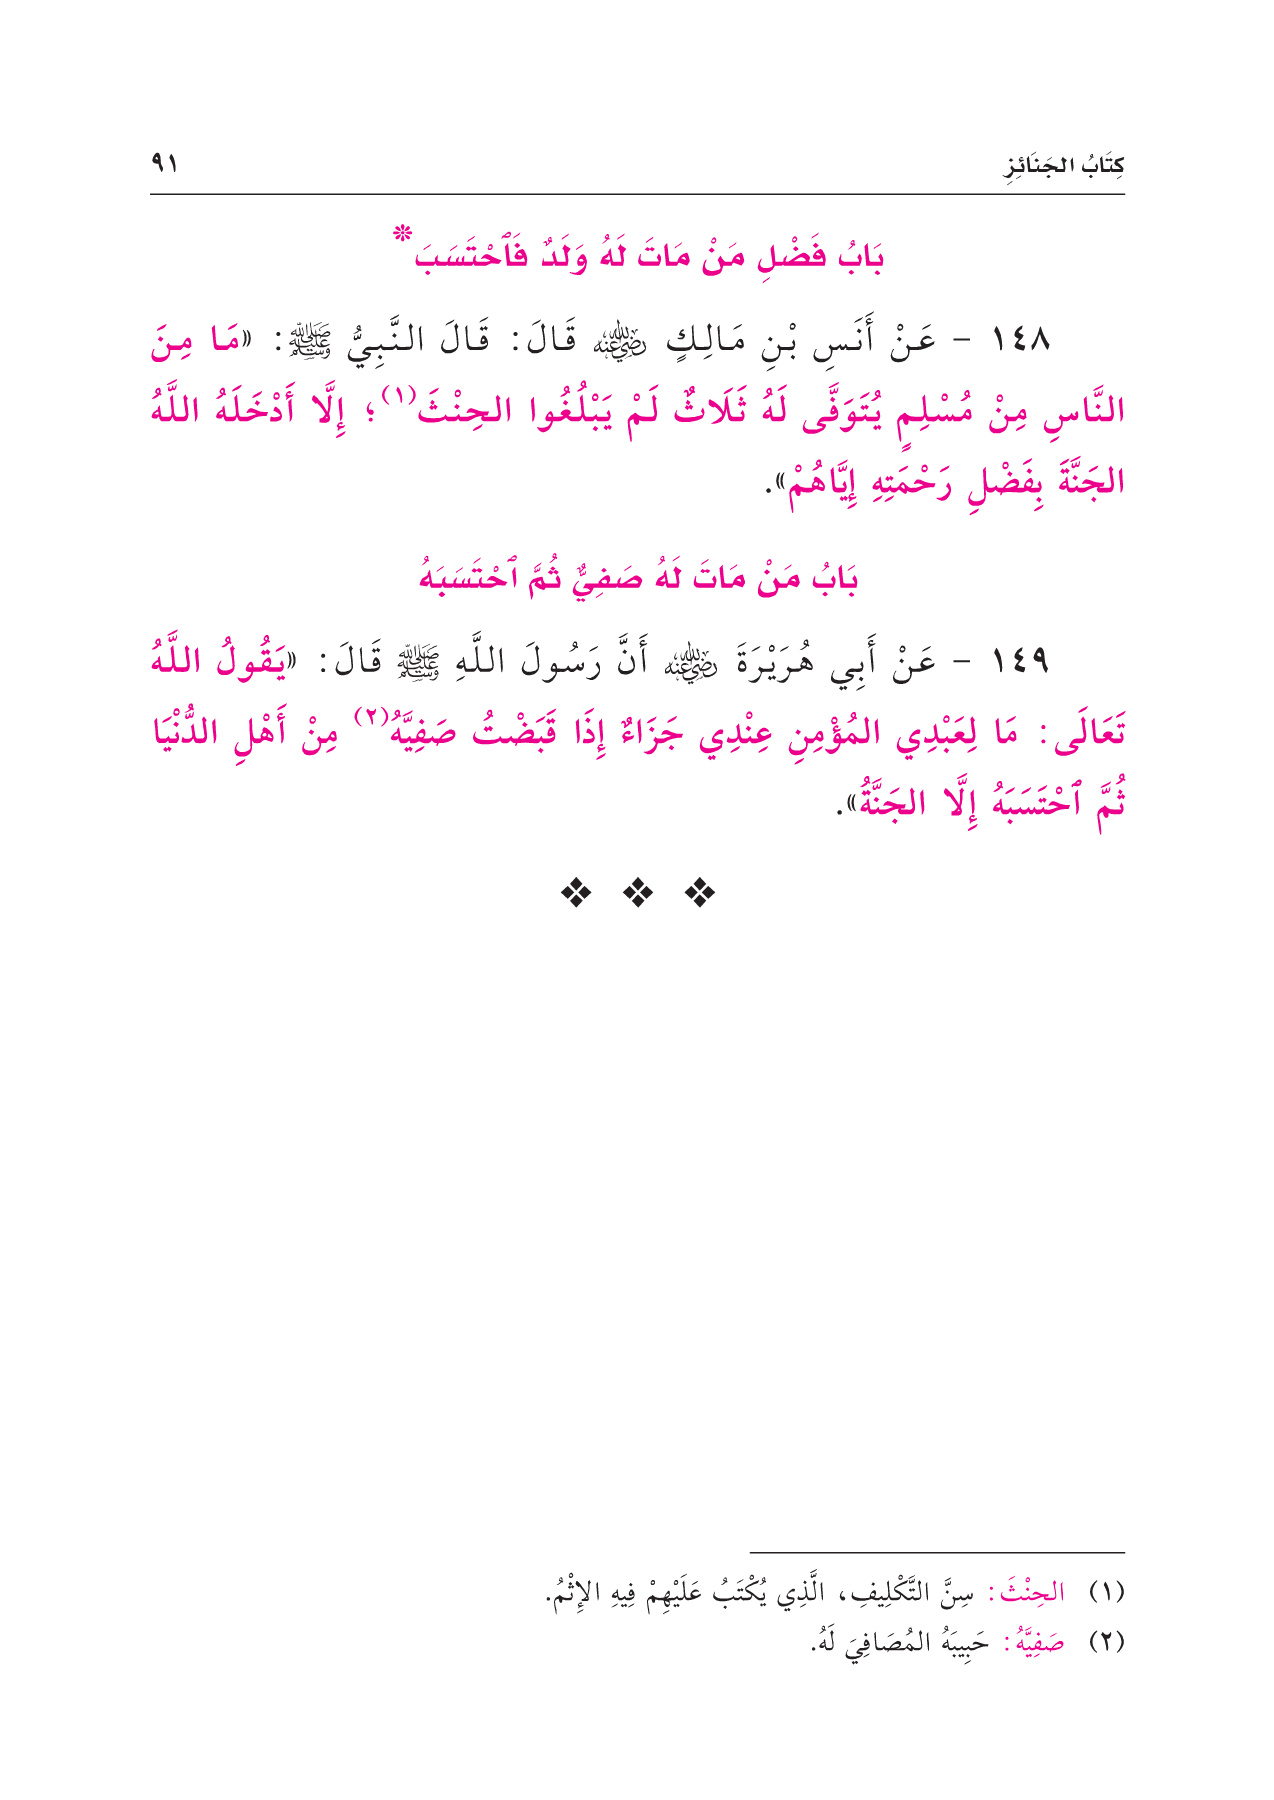 كِتَابُ الجَنَائِزِ ٩١
بَابُ فَضْلِ مَنْ مَاتَ لَهُ وَلَدٌ فَٱحْتَسَبَ*
١٤٨ - عَنْ أَنَسِ بْنِ مَالِكٍ ﵁ قَالَ: قَالَ النَّبِيُّ ﷺ: «مَا مِنَ
النَّاسِ مِنْ مُسْلِمٍ يُتَوَفَّى لَهُ ثَلَاثٌ لَمْ يَبْلُغُوا الحِنْثَ(١)؛ إِلَّا أَدْخَلَهُ اللَّهُ
الجَنَّةَ بِفَضْلِ رَحْمَتِهِ إِيَّاهُمْ».
بَابُ مَنْ مَاتَ لَهُ صَفِيٌّ ثُمَّ ٱحْتَسَبَهُ
١٤٩ - عَنْ أَبِي هُرَيْرَةَ ﵁ أَنَّ رَسُولَ اللَّهِ ﷺ قَالَ: «يَقُولُ اللَّهُ
تَعَالَى: مَا لِعَبْدِي المُؤْمِنِ عِنْدِي جَزَاءٌ إِذَا قَبَضْتُ صَفِيَّهُ(٢) مِنْ أَهْلِ الدُّنْيَا
ثُمَّ ٱحْتَسَبَهُ إِلَّا الجَنَّةُ».
(١) الحِنْثَ: سِنَّ التَّكْلِيفِ، الَّذِي يُكْتَبُ عَلَيْهِمْ فِيهِ الإِثْمُ.
(٢) صَفِيَّهُ: حَبِيبَهُ المُصَافِيَ لَهُ.